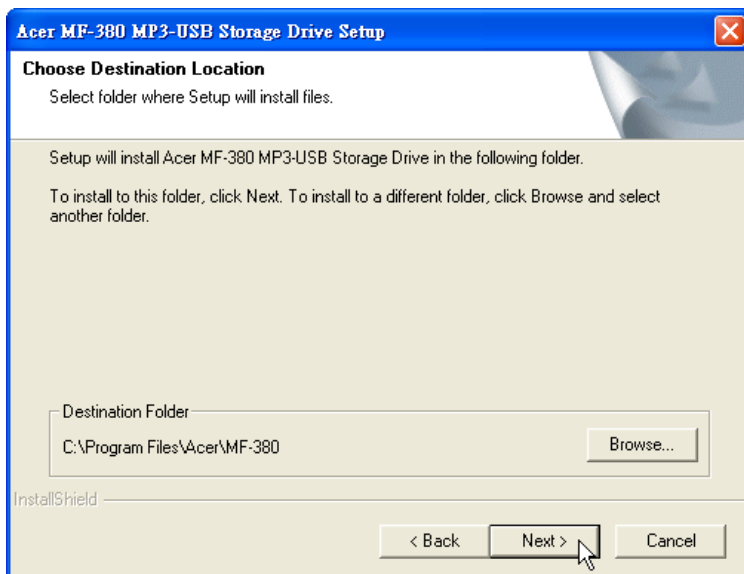 Acer MF-380 MP3-USB Storage Drive Setup
Choose Destination Location
Select folder where Setup will install files.
Setup will install Acer MF-380 MP3-USB Storage Drive in the following folder.
To install to this folder, click Next. To install to a different folder, click Browse and select
another folder.
Destination Folder
C:\Program Files\Acer\MF-380
Browse...
InstallShield
< Back
Next >
Cancel